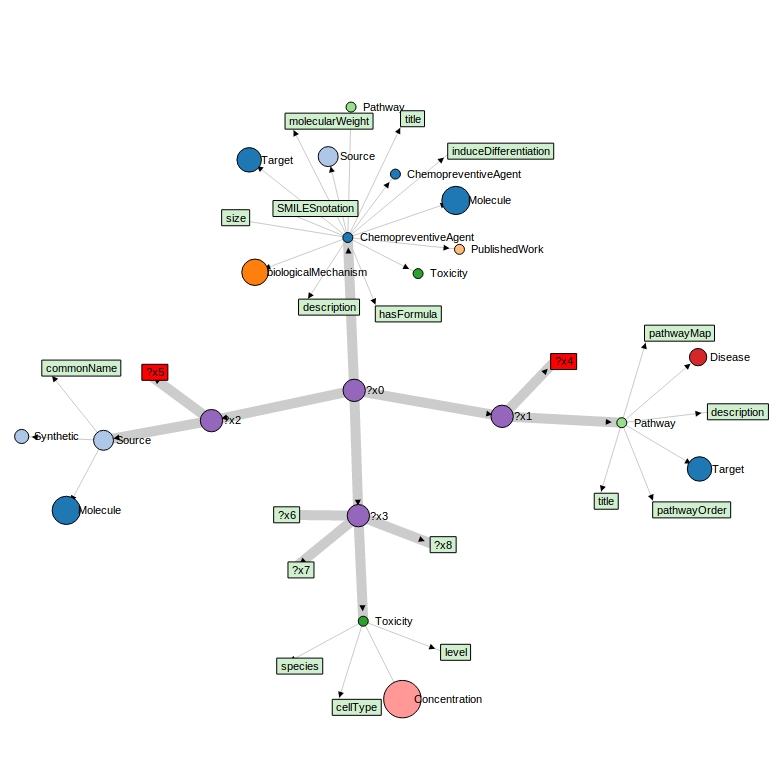 Pathway
molecularWeight
title
induceDifferentiation
Target
Source
ChemopreventiveAgent
Molecule
SMILESnotation
size
ChemopreventiveAgent
PublishedWork
biologicalMechanism
Toxicity
description
hasFormula
pathwayMap
commonName
?x5
?x4
Disease
?x0
?x2
?x1
description
Pathway
Synthetic
Source
Target
title
pathwayOrder
Molecule
?x6
?x3
?x8
?x7
Toxicity
species
level
Concentration
cellType